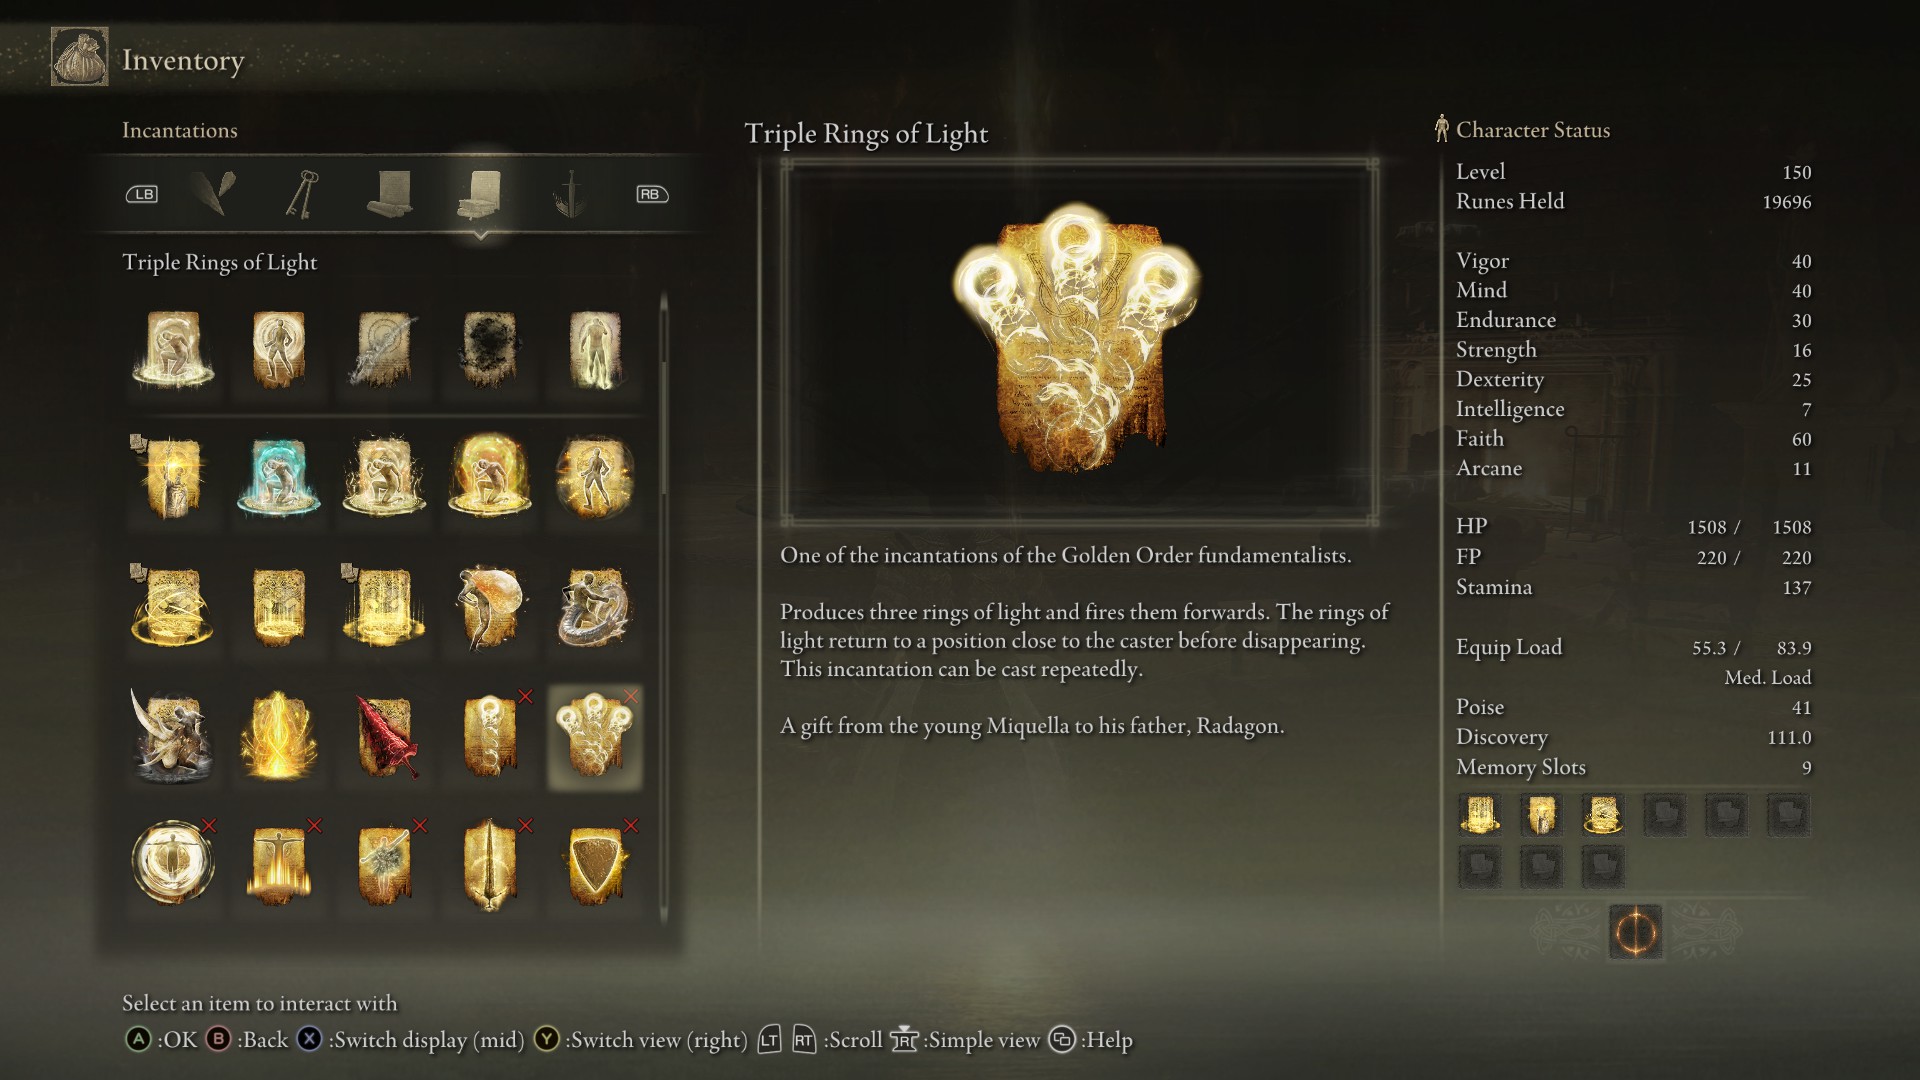 Inventory
Incantations
LB
RB
Triple Rings of Light
Triple Rings of Light
One of the incantations of the Golden Order fundamentalists.
Produces three rings of light and fires them forwards. The rings of
light return to a position close to the caster before disappearing.
This incantation can be cast repeatedly.
A gift from the young Miquella to his father, Radagon.
Character Status
Level 150
Runes Held 19696
Vigor 40
Mind 40
Endurance 30
Strength 16
Dexterity 25
Intelligence 7
Faith 60
Arcane 11
HP 1508 / 1508
FP 220 / 220
Stamina 137
Equip Load 55.3 / 83.9
Med. Load
Poise 41
Discovery 111.0
Memory Slots 9
Select an item to interact with
A :OK B :Back X :Switch display (mid) Y :Switch view (right) LT RT :Scroll R :Simple view :Help